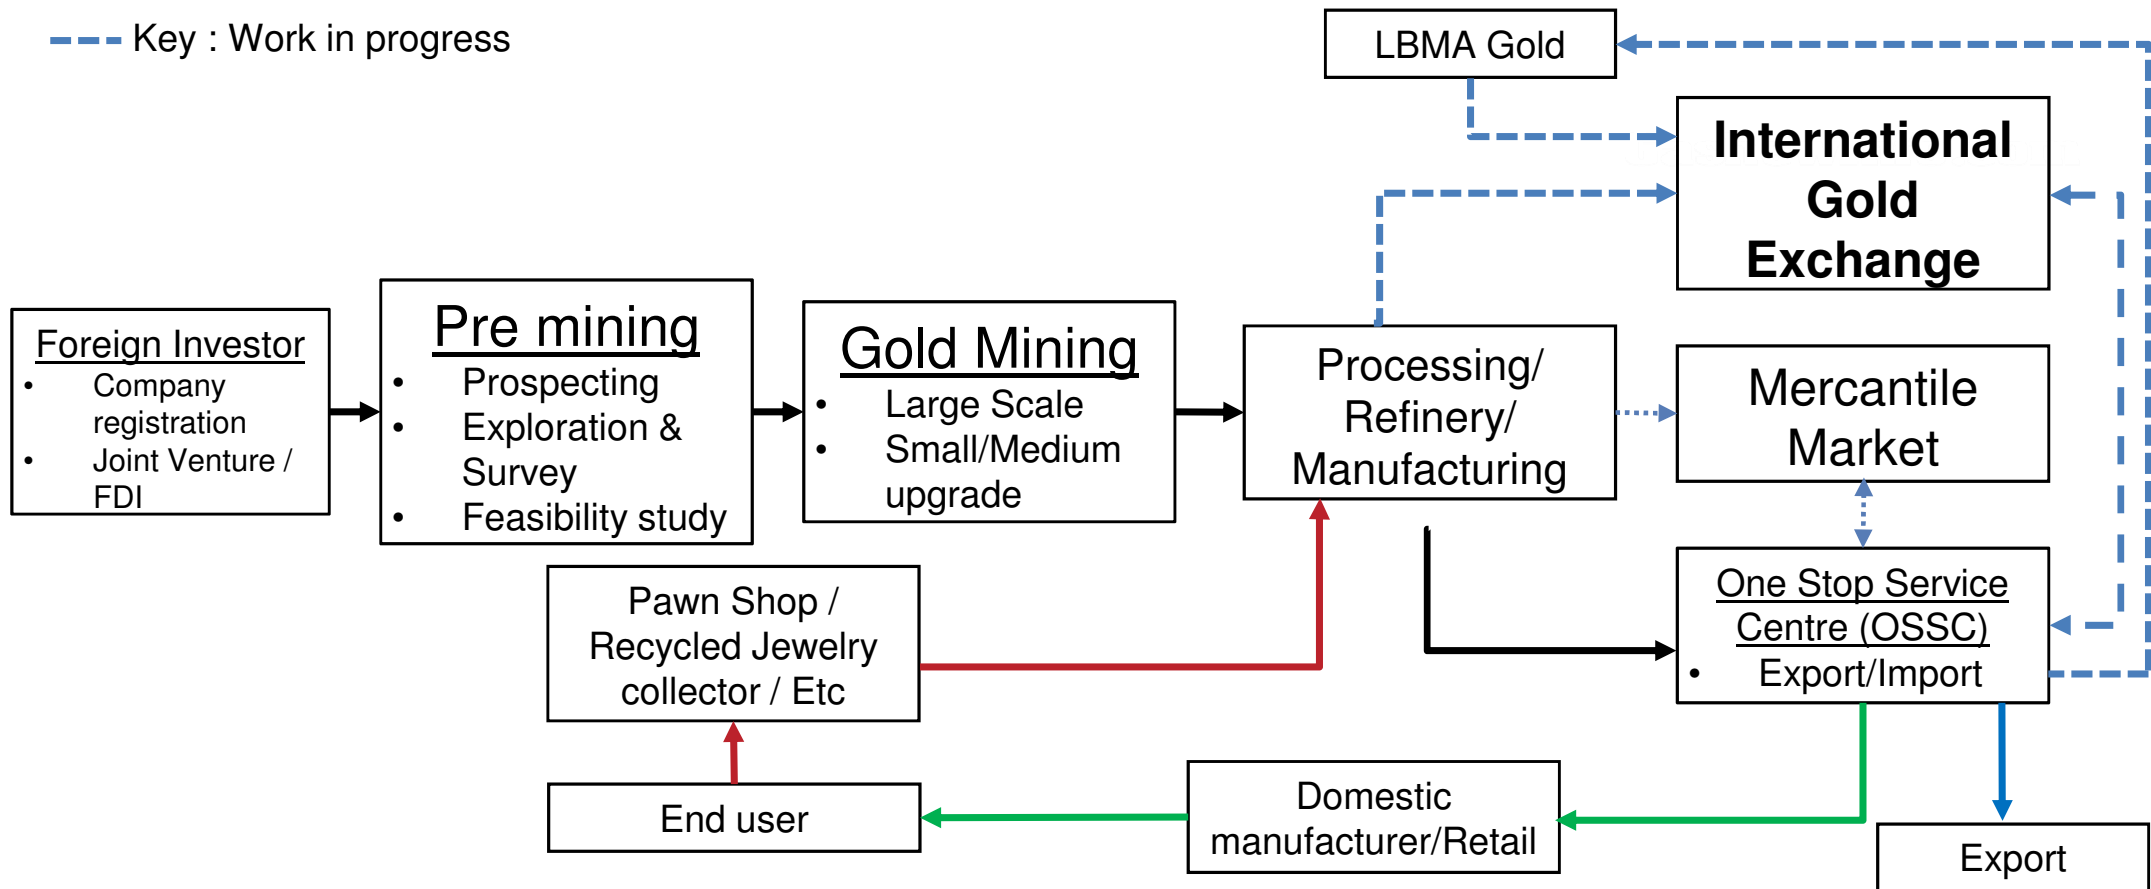 Key : Work in progress
LBMA Gold
International
Gold
Exchange
Foreign Investor
• Company
registration
• Joint Venture /
FDI
Pre mining
• Prospecting
• Exploration &
Survey
• Feasibility study
Gold Mining
• Large Scale
• Small/Medium
upgrade
Processing/
Refinery/
Manufacturing
Mercantile
Market
One Stop Service
Centre (OSSC)
• Export/Import
Pawn Shop /
Recycled Jewelry
collector / Etc
End user
Domestic
manufacturer/Retail
Export